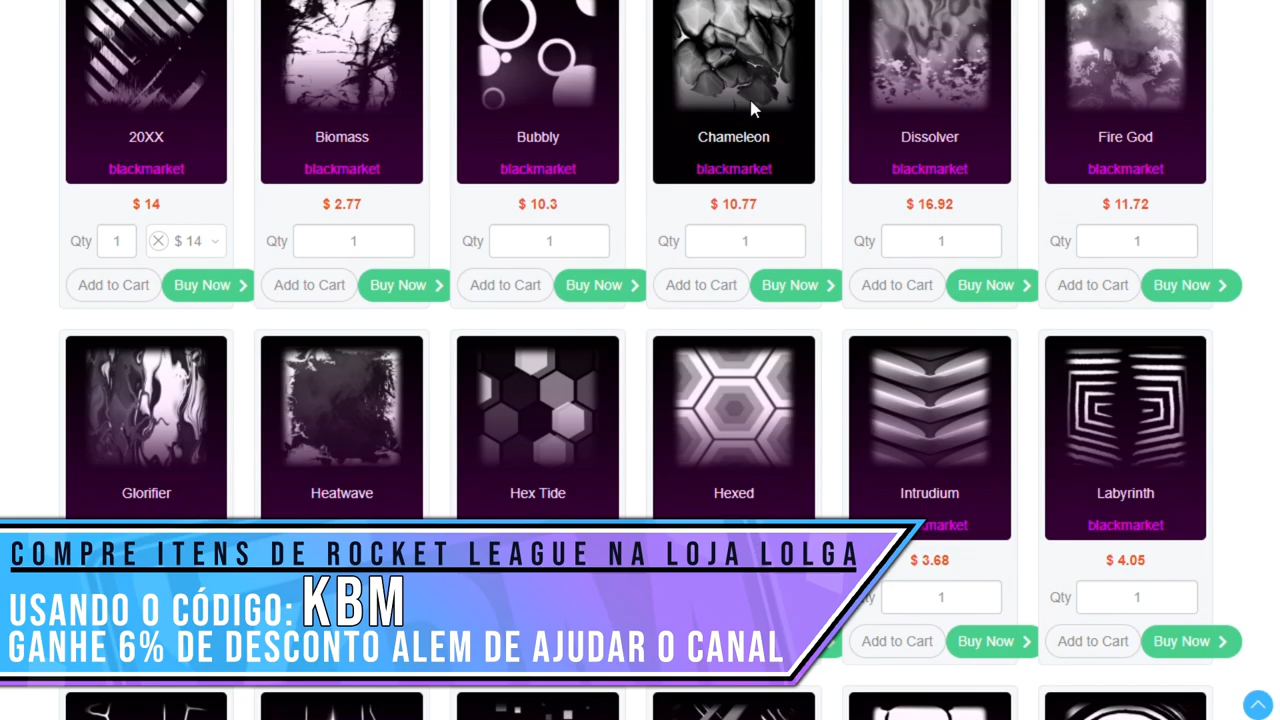 20XX Biomass Bubbly Chameleon Dissolver Fire God
blackmarket blackmarket blackmarket blackmarket blackmarket blackmarket
$ 14 $ 2.77 $ 10.3 $ 10.77 $ 16.92 $ 11.72
Qty 1 $ 14 Qty 1 Qty 1 Qty 1 Qty 1 Qty 1
Add to Cart Buy Now Add to Cart Buy Now Add to Cart Buy Now Add to Cart Buy Now Add to Cart Buy Now Add to Cart Buy Now
Glorifier Heatwave Hex Tide Hexed Intrudium Labyrinth
blackmarket
$ 3.68 $ 4.05
1 Qty 1
Add to Cart Buy Now Add to Cart Buy Now
COMPRE ITENS DE ROCKET LEAGUE NA LOJA LOLGA
USANDO O CÓDIGO: KBM
GANHE 6% DE DESCONTO ALEM DE AJUDAR O CANAL